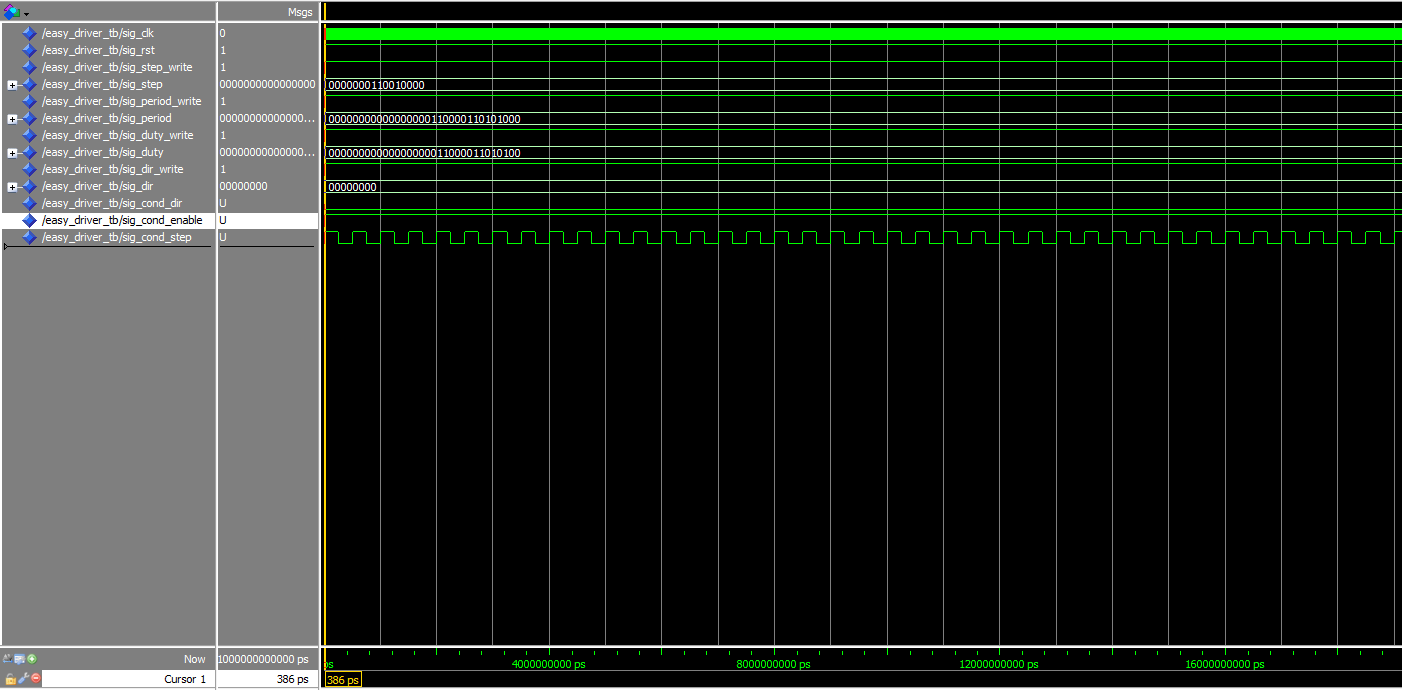 Msgs
/easy_driver_tb/sig_clk 0
/easy_driver_tb/sig_rst 1
/easy_driver_tb/sig_step_write 1
/easy_driver_tb/sig_step 0000000000000000 0000000110010000
/easy_driver_tb/sig_period_write 1
/easy_driver_tb/sig_period 00000000000000... 00000000000000000110000110101000
/easy_driver_tb/sig_duty_write 1
/easy_driver_tb/sig_duty 00000000000000... 00000000000000000011000011010100
/easy_driver_tb/sig_dir_write 1
/easy_driver_tb/sig_dir 00000000 00000000
/easy_driver_tb/sig_cond_dir U
/easy_driver_tb/sig_cond_enable U
/easy_driver_tb/sig_cond_step U
Now 1000000000000 ps ps 4000000000 ps 8000000000 ps 12000000000 ps 16000000000 ps
Cursor 1 386 ps 386 ps